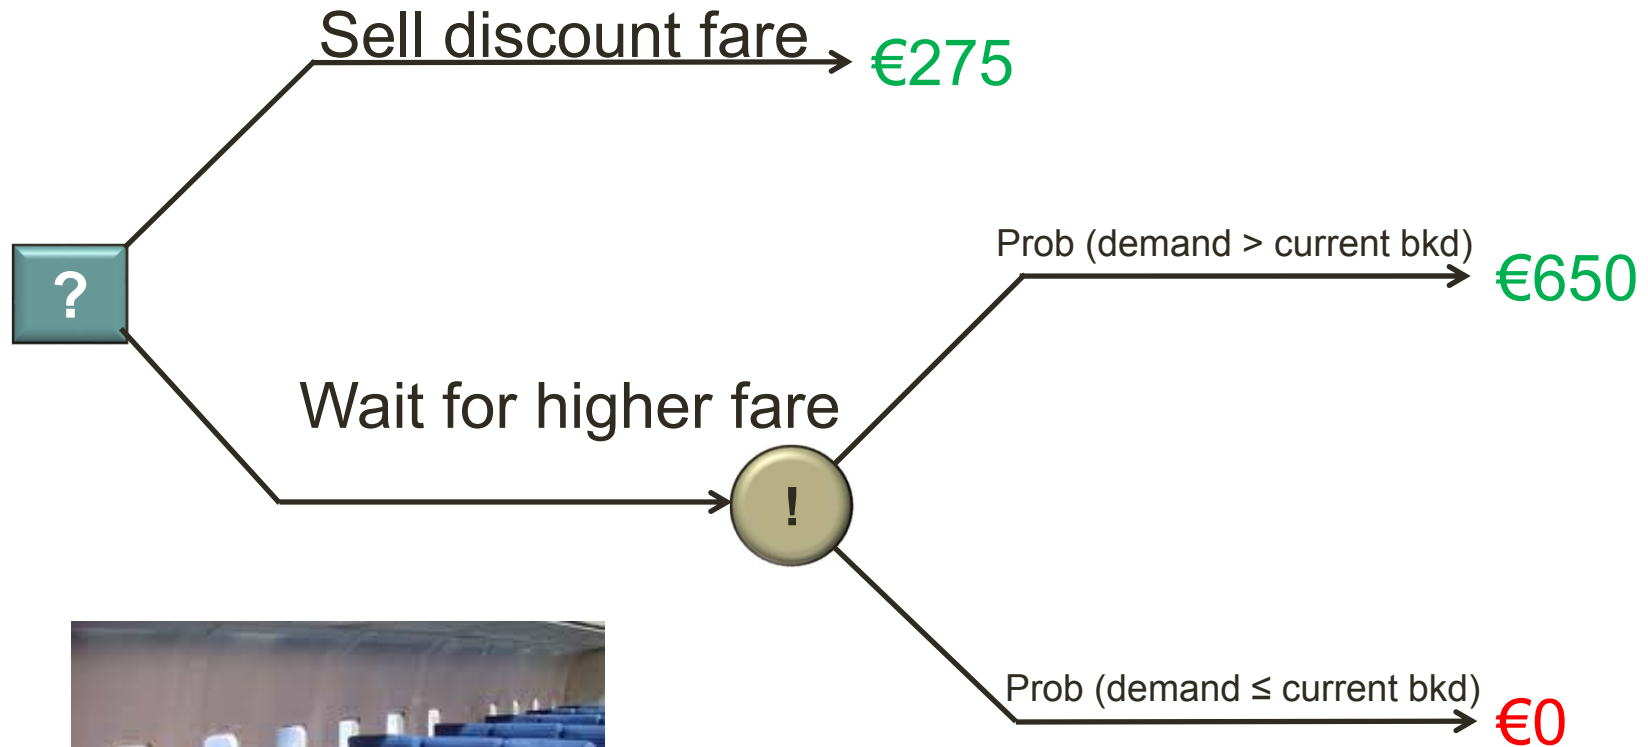 Sell discount fare
€275
?
Prob (demand > current bkd)
€650
Wait for higher fare
!
Prob (demand ≤ current bkd)
€0